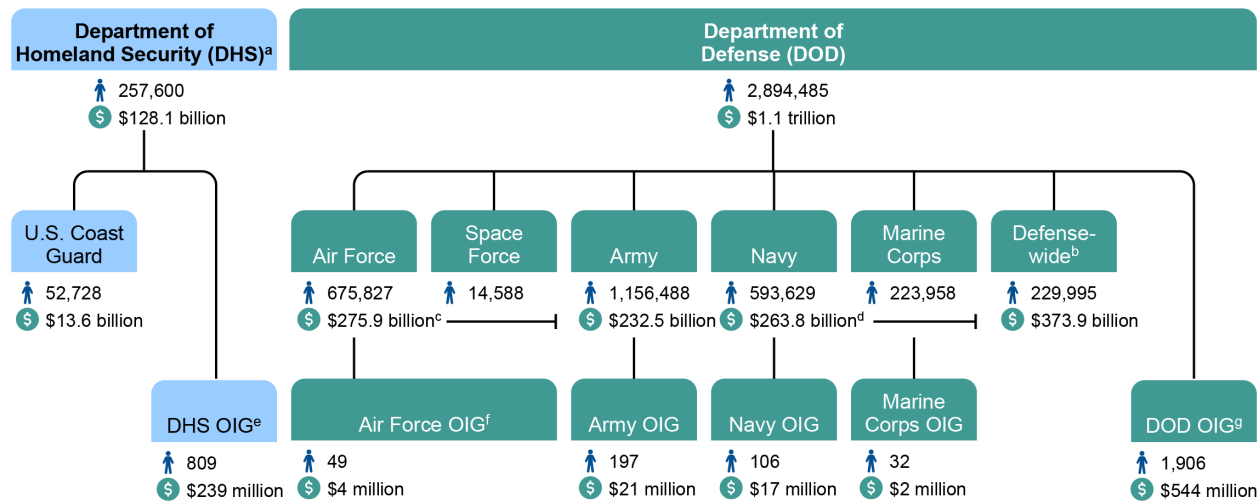 Department of
Homeland Security (DHS)a
257,600
$ $128.1 billion
Department of
Defense (DOD)
2,894,485
$ $1.1 trillion
U.S. Coast
Guard
52,728
$ $13.6 billion
Air Force
675,827
$ $275.9 billionc
Space
Force
14,588
Army
1,156,488
$ $232.5 billion
Navy
593,629
$ $263.8 billiond
Marine
Corps
223,958
Defense-
wideb
229,995
$ $373.9 billion
DHS OIGe
809
$ $239 million
Air Force OIGf
49
$ $4 million
Army OIG
197
$ $21 million
Navy OIG
106
$ $17 million
Marine
Corps OIG
32
$ $2 million
DOD OIGg
1,906
$ $544 million